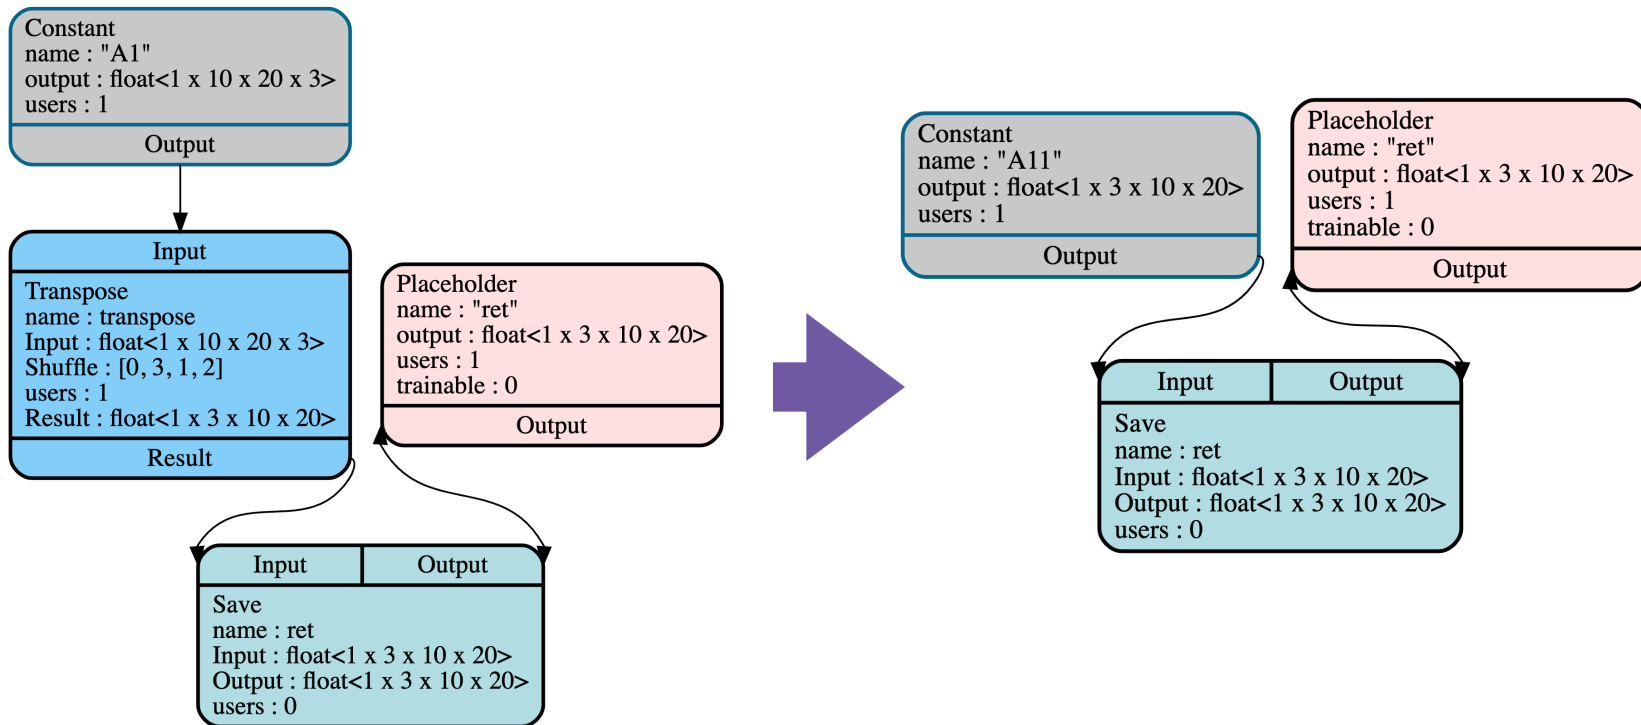 Constant
name : "A1"
output : float<1 x 10 x 20 x 3>
users : 1
Output
Input
Transpose
name : transpose
Input : float<1 x 10 x 20 x 3>
Shuffle : [0, 3, 1, 2]
users : 1
Result : float<1 x 3 x 10 x 20>
Result
Placeholder
name : "ret"
output : float<1 x 3 x 10 x 20>
users : 1
trainable : 0
Output
Input
Output
Save
name : ret
Input : float<1 x 3 x 10 x 20>
Output : float<1 x 3 x 10 x 20>
users : 0
Constant
name : "A11"
output : float<1 x 3 x 10 x 20>
users : 1
Output
Placeholder
name : "ret"
output : float<1 x 3 x 10 x 20>
users : 1
trainable : 0
Output
Input
Output
Save
name : ret
Input : float<1 x 3 x 10 x 20>
Output : float<1 x 3 x 10 x 20>
users : 0